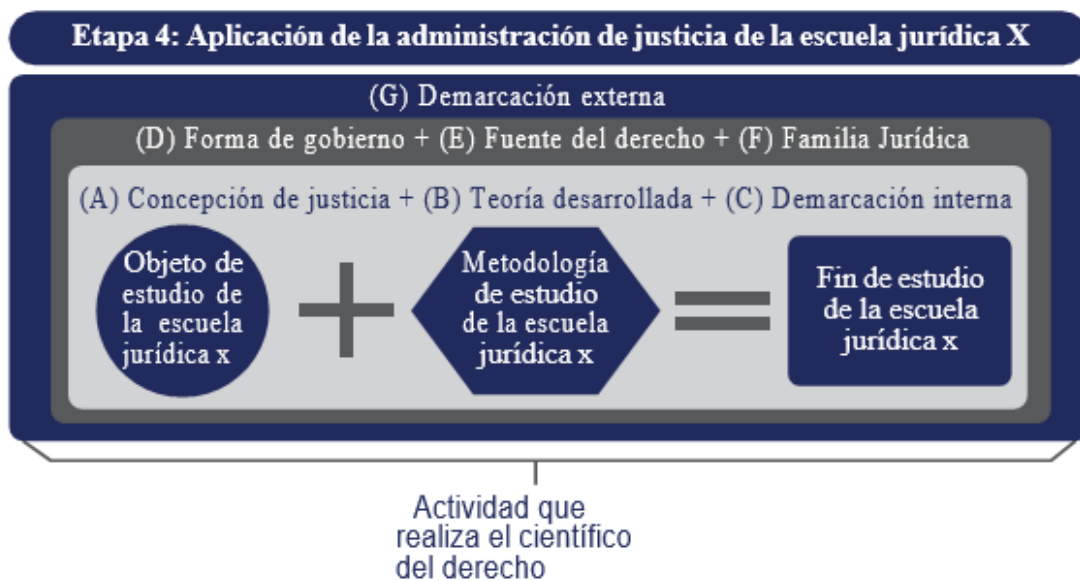 Etapa 4: Aplicación de la administración de justicia de la escuela jurídica X
(G) Demarcación externa
(D) Forma de gobierno + (E) Fuente del derecho + (F) Familia Jurídica
(A) Concepción de justicia + (B) Teoría desarrollada + (C) Demarcación interna
Objeto de
estudio de
la escuela
jurídica x
+
Metodología
de estudio
de la escuela
jurídica x
=
Fin de estudio
de la escuela
jurídica x
Actividad que
realiza el científico
del derecho